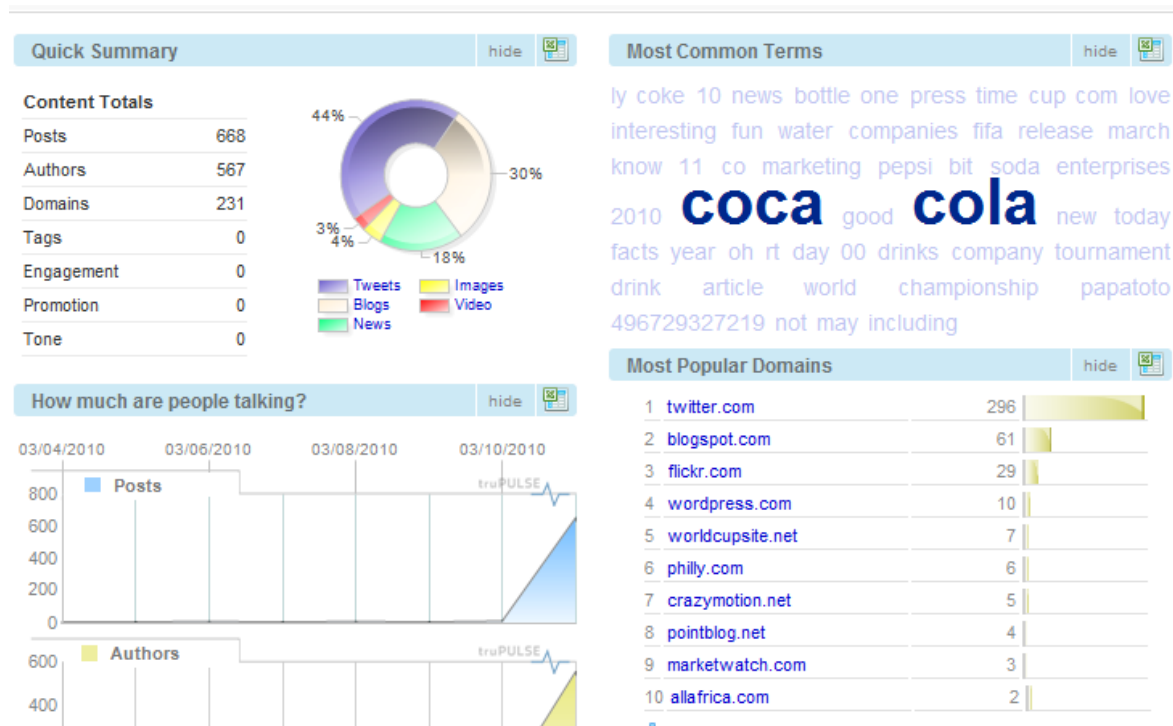 Quick Summary hide
Content Totals
Posts 668
Authors 567
Domains 231
Tags 0
Engagement 0
Promotion 0
Tone 0
44%
30%
3%
4%
18%
Tweets Images
Blogs Video
News
How much are people talking? hide
03/04/2010 03/06/2010 03/08/2010 03/10/2010
Posts truPULSE
800
600
400
200
0
Authors truPULSE
600
400
Most Common Terms hide
ly coke 10 news bottle one press time cup com love
interesting fun water companies fifa release march
know 11 co marketing pepsi bit soda enterprises
2010 coca good cola new today
facts year oh rt day 00 drinks company tournament
drink article world championship papatoto
496729327219 not may including
Most Popular Domains hide
1 twitter.com 296
2 blogspot.com 61
3 flickr.com 29
4 wordpress.com 10
5 worldcupsite.net 7
6 philly.com 6
7 crazymotion.net 5
8 pointblog.net 4
9 marketwatch.com 3
10 allafrica.com 2